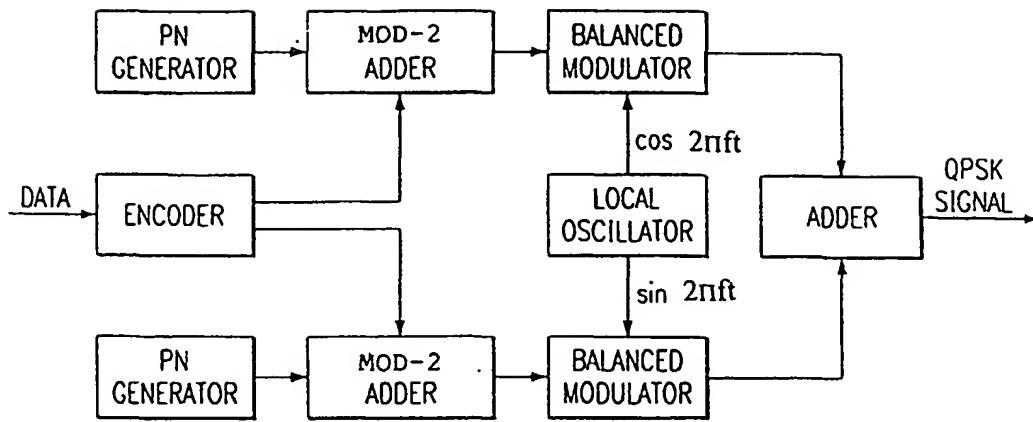 PN
GENERATOR
MOD-2
ADDER
BALANCED
MODULATOR
cos 2πft
DATA
ENCODER
LOCAL
OSCILLATOR
ADDER
QPSK
SIGNAL
sin 2πft
PN
GENERATOR
MOD-2
ADDER
BALANCED
MODULATOR